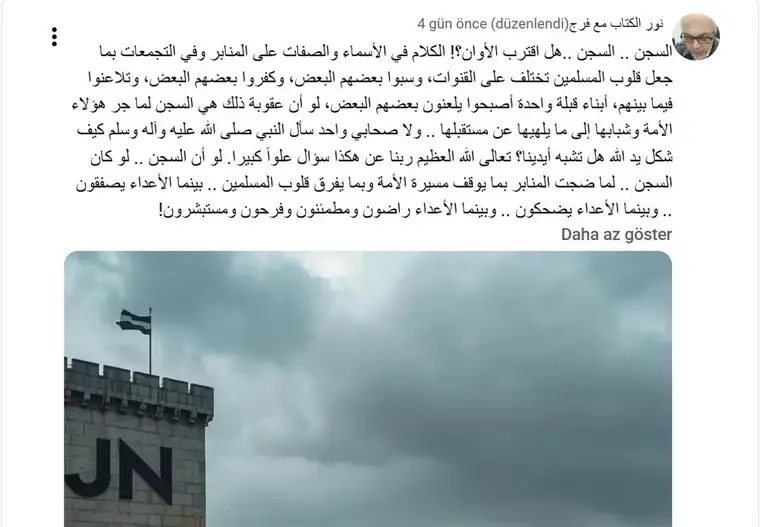 نور الكتاب مع فرج(düzenlendi) 4 gün önce
السجن .. السجن ..هل اقترب الأوان؟! الكلام في الأسماء والصفات على المنابر وفي التجمعات بما
جعل قلوب المسلمين تختلف على القنوات، وسبوا بعضهم البعض، وكفروا بعضهم البعض، وتلاعنوا
فيما بينهم، أبناء قبلة واحدة أصبحوا يلعنون بعضهم البعض، لو أن عقوبة ذلك هي السجن لما جر هؤلاء
الأمة وشبابها إلى ما يلهيها عن مستقبلها .. ولا صحابي واحد سأل النبي صلى الله عليه وآله وسلم كيف
شكل يد الله هل تشبه أيدينا؟ تعالى الله العظيم ربنا عن هكذا سؤال علواً كبيرا. لو أن السجن .. لو كان
السجن .. لما ضجت المنابر بما يوقف مسيرة الأمة وبما يفرق قلوب المسلمين .. بينما الأعداء يصفقون
.. وبينما الأعداء يضحكون .. وبينما الأعداء راضون ومطمئنون وفرحون ومستبشرون!
Daha az göster
JN